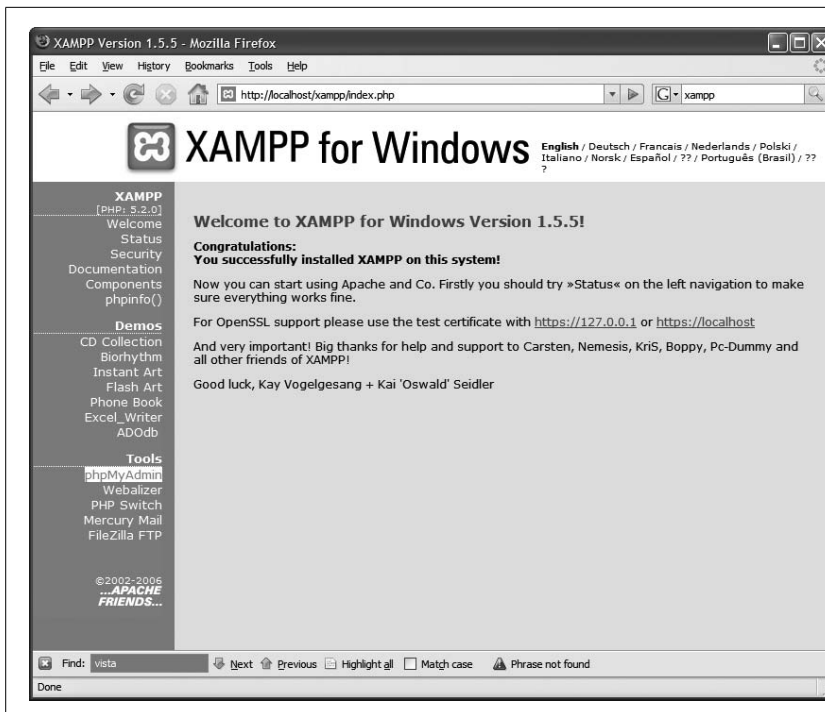 XAMPP Version 1.5.5 - Mozilla Firefox
File Edit View History Bookmarks Tools Help
http://localhost/xampp/index.php
G xampp
XAMPP for Windows
English / Deutsch / Francais / Nederlands / Polski /
Italiano / Norsk / Español / ?? / Português (Brasil) / ??
?
XAMPP
[PHP: 5.2.0]
Welcome
Status
Security
Documentation
Components
phpinfo()
Demos
CD Collection
Biorhythm
Instant Art
Flash Art
Phone Book
Excel_Writer
ADOdb
Tools
phpMyAdmin
Webalizer
PHP Switch
Mercury Mail
FileZilla FTP
©2002-2006
...APACHE
FRIENDS...
Welcome to XAMPP for Windows Version 1.5.5!
Congratulations:
You successfully installed XAMPP on this system!
Now you can start using Apache and Co. Firstly you should try »Status« on the left navigation to make
sure everything works fine.
For OpenSSL support please use the test certificate with https://127.0.0.1 or https://localhost
And very important! Big thanks for help and support to Carsten, Nemesis, KriS, Boppy, Pc-Dummy and
all other friends of XAMPP!
Good luck, Kay Vogelgesang + Kai 'Oswald' Seidler
Find: vista Next Previous Highlight all Match case Phrase not found
Done